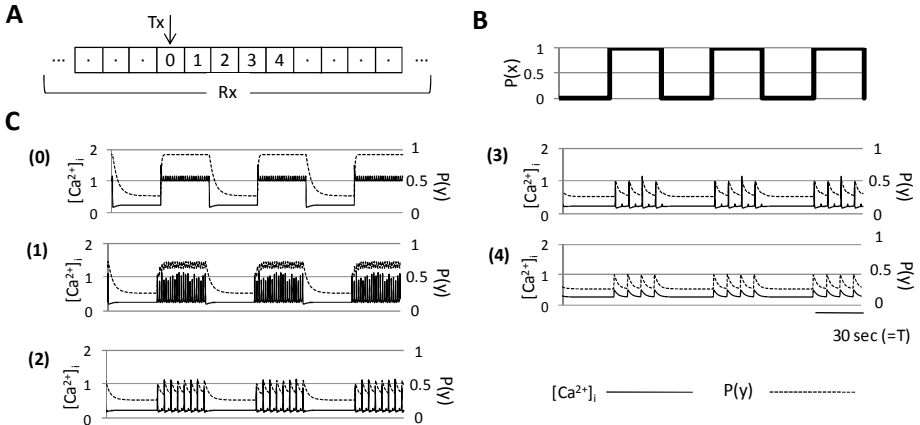 A
Tx
... · · · 0 1 2 3 4 · · · · ...
Rx
B
P(x)
1
0.5
0
C
(0)
[Ca²⁺]ᵢ
2
1
0
1
0.5
0
P(y)
(1)
[Ca²⁺]ᵢ
2
1
0
1
0.5
0
P(y)
(2)
[Ca²⁺]ᵢ
2
1
0
1
0.5
0
P(y)
(3)
[Ca²⁺]ᵢ
2
1
0
1
0.5
0
P(y)
(4)
[Ca²⁺]ᵢ
2
1
0
1
0.5
0
P(y)
30 sec (=T)
[Ca²⁺]ᵢ P(y)